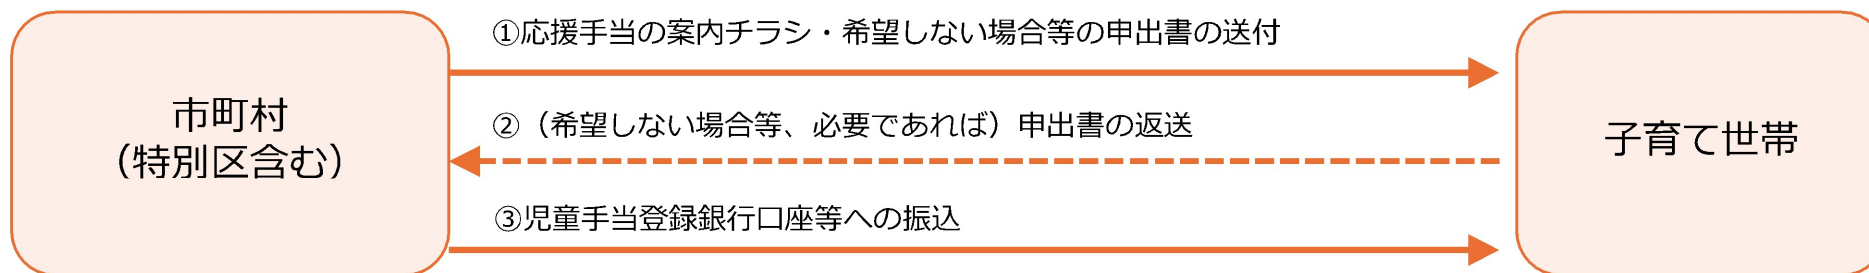 市町村
（特別区含む）
①応援手当の案内チラシ・希望しない場合等の申出書の送付
②（希望しない場合等、必要であれば）申出書の返送
③児童手当登録銀行口座等への振込
子育て世帯